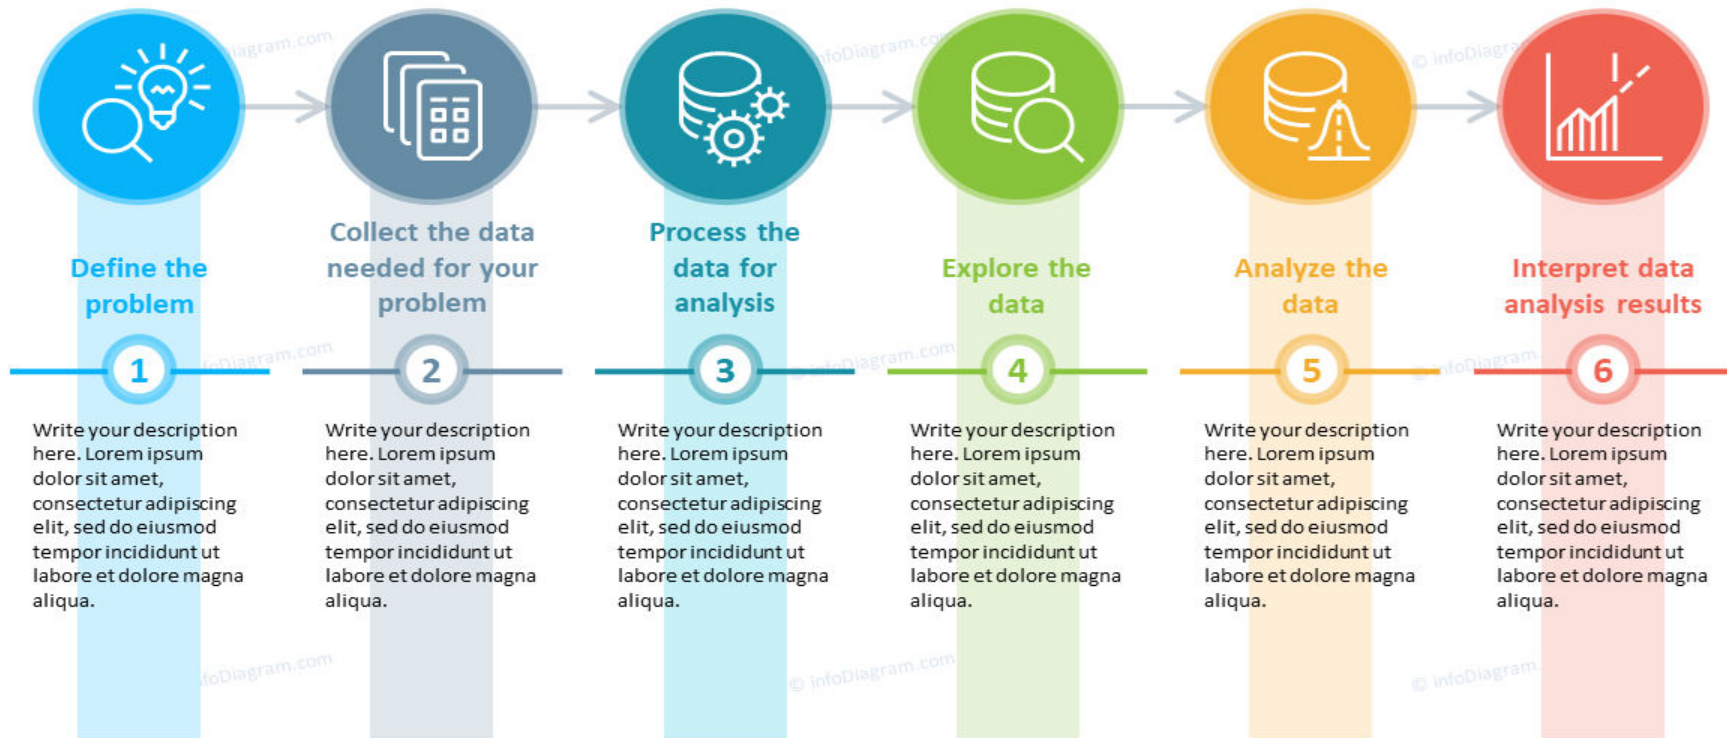 © infoDiagram.com
© infoDiagram.com
Define the
problem
1
Write your description
here. Lorem ipsum
dolor sit amet,
consectetur adipiscing
elit, sed do eiusmod
tempor incididunt ut
labore et dolore magna
aliqua.
Collect the data
needed for your
problem
2
Write your description
here. Lorem ipsum
dolor sit amet,
consectetur adipiscing
elit, sed do eiusmod
tempor incididunt ut
labore et dolore magna
aliqua.
Process the
data for
analysis
3
Write your description
here. Lorem ipsum
dolor sit amet,
consectetur adipiscing
elit, sed do eiusmod
tempor incididunt ut
labore et dolore magna
aliqua.
Explore the
data
4
Write your description
here. Lorem ipsum
dolor sit amet,
consectetur adipiscing
elit, sed do eiusmod
tempor incididunt ut
labore et dolore magna
aliqua.
Analyze the
data
5
Write your description
here. Lorem ipsum
dolor sit amet,
consectetur adipiscing
elit, sed do eiusmod
tempor incididunt ut
labore et dolore magna
aliqua.
Interpret data
analysis results
6
Write your description
here. Lorem ipsum
dolor sit amet,
consectetur adipiscing
elit, sed do eiusmod
tempor incididunt ut
labore et dolore magna
aliqua.